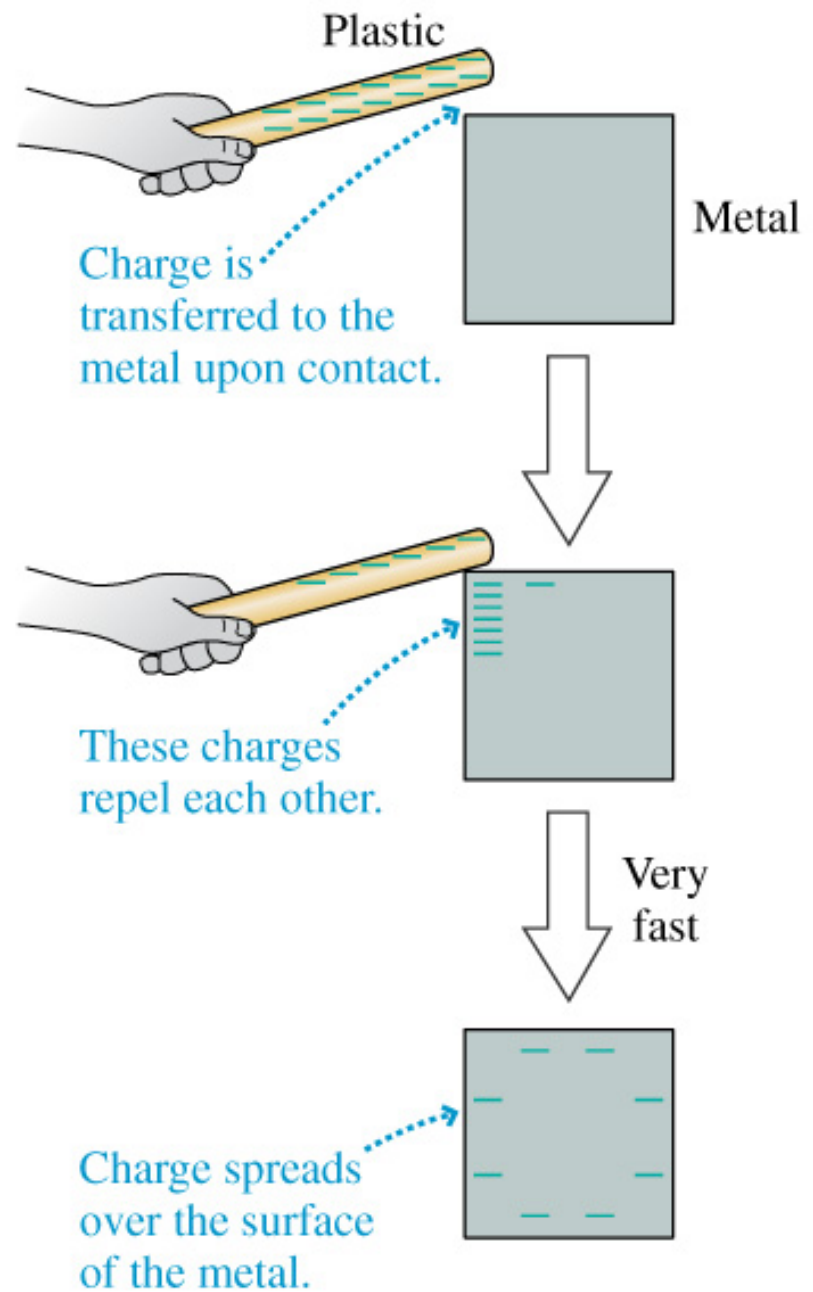 Plastic
Metal
Charge is
transferred to the
metal upon contact.
These charges
repel each other.
Very
fast
Charge spreads
over the surface
of the metal.